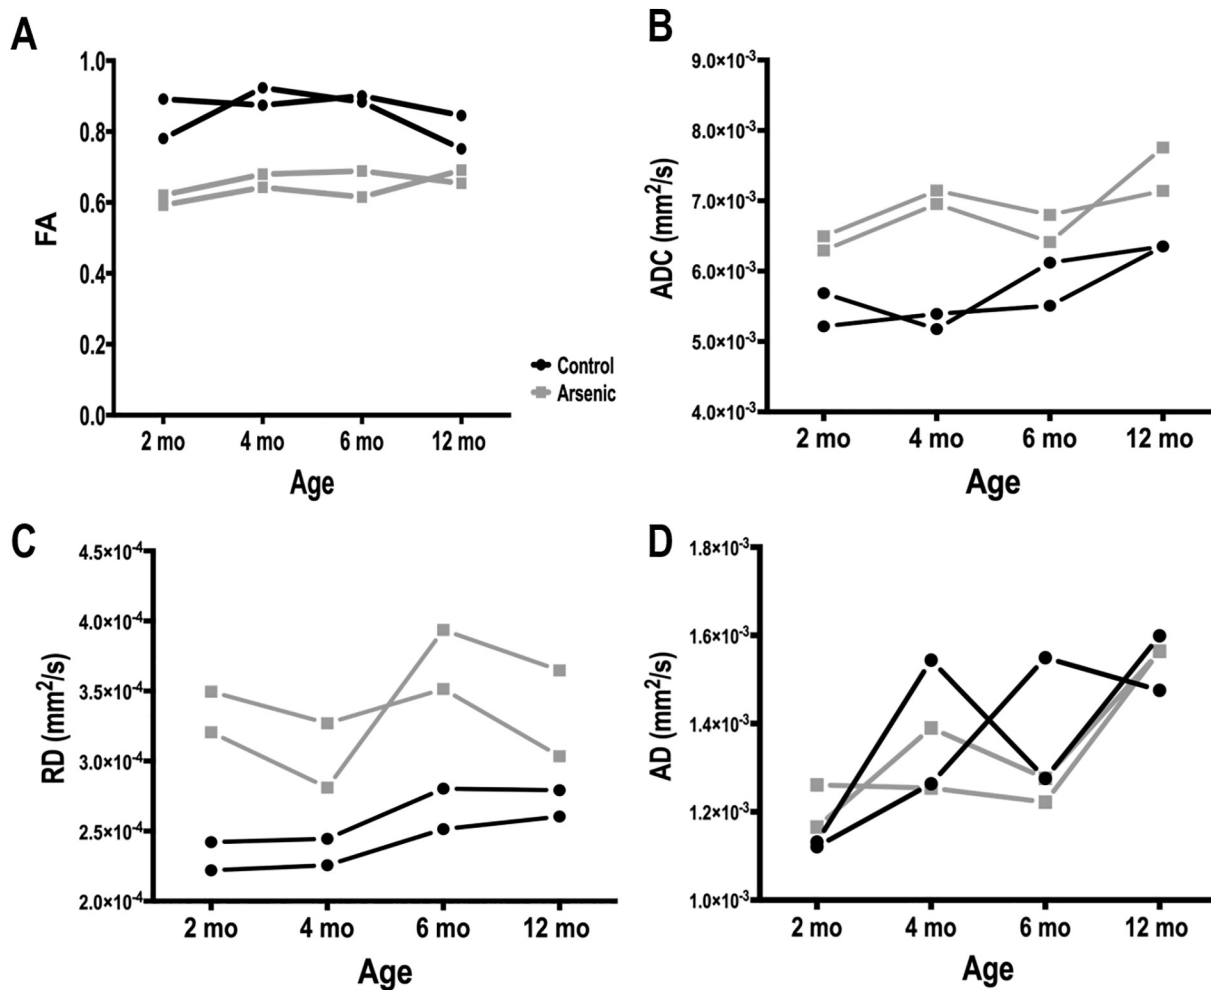 A
1.0
0.8
0.6
0.4
0.2
0.0
FA
2 mo 4 mo 6 mo 12 mo
Age
Control
Arsenic
B
9.0×10⁻³
8.0×10⁻³
7.0×10⁻³
6.0×10⁻³
5.0×10⁻³
4.0×10⁻³
ADC (mm²/s)
2 mo 4 mo 6 mo 12 mo
Age
C
4.5×10⁻⁴
4.0×10⁻⁴
3.5×10⁻⁴
3.0×10⁻⁴
2.5×10⁻⁴
2.0×10⁻⁴
RD (mm²/s)
2 mo 4 mo 6 mo 12 mo
Age
D
1.8×10⁻³
1.6×10⁻³
1.4×10⁻³
1.2×10⁻³
1.0×10⁻³
AD (mm²/s)
2 mo 4 mo 6 mo 12 mo
Age